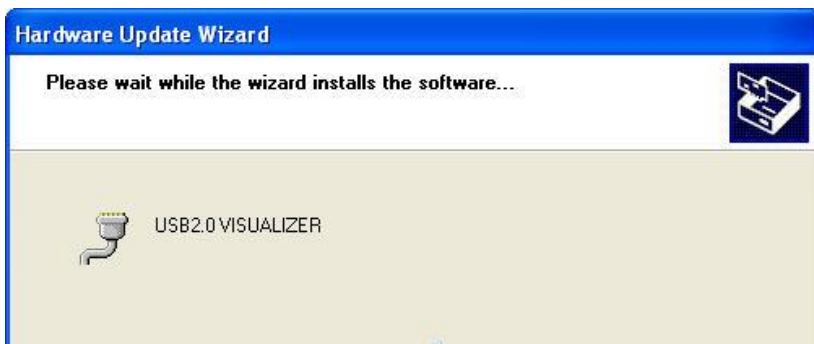 Hardware Update Wizard
Please wait while the wizard installs the software...
USB2.0 VISUALIZER